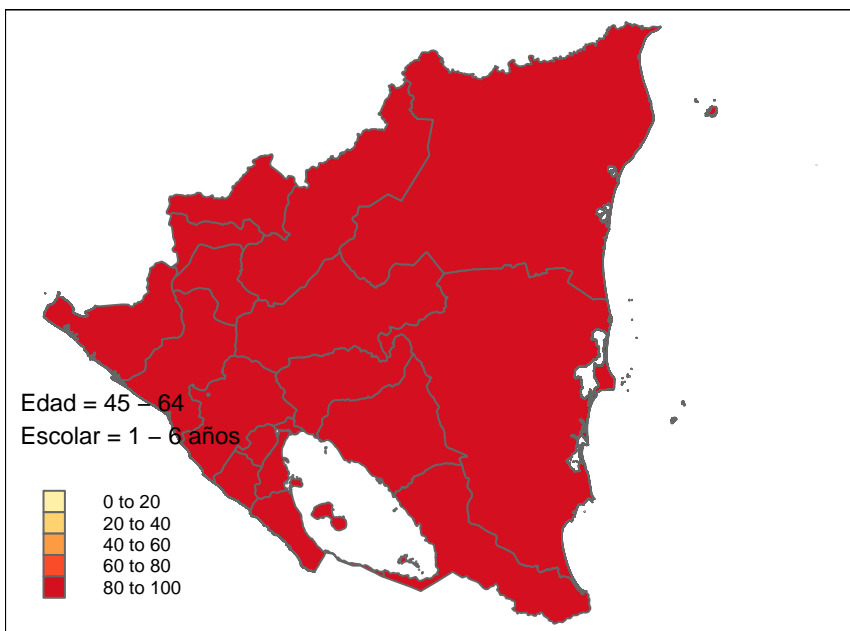 Edad = 45 – 64
Escolar = 1 – 6 años
0 to 20
20 to 40
40 to 60
60 to 80
80 to 100